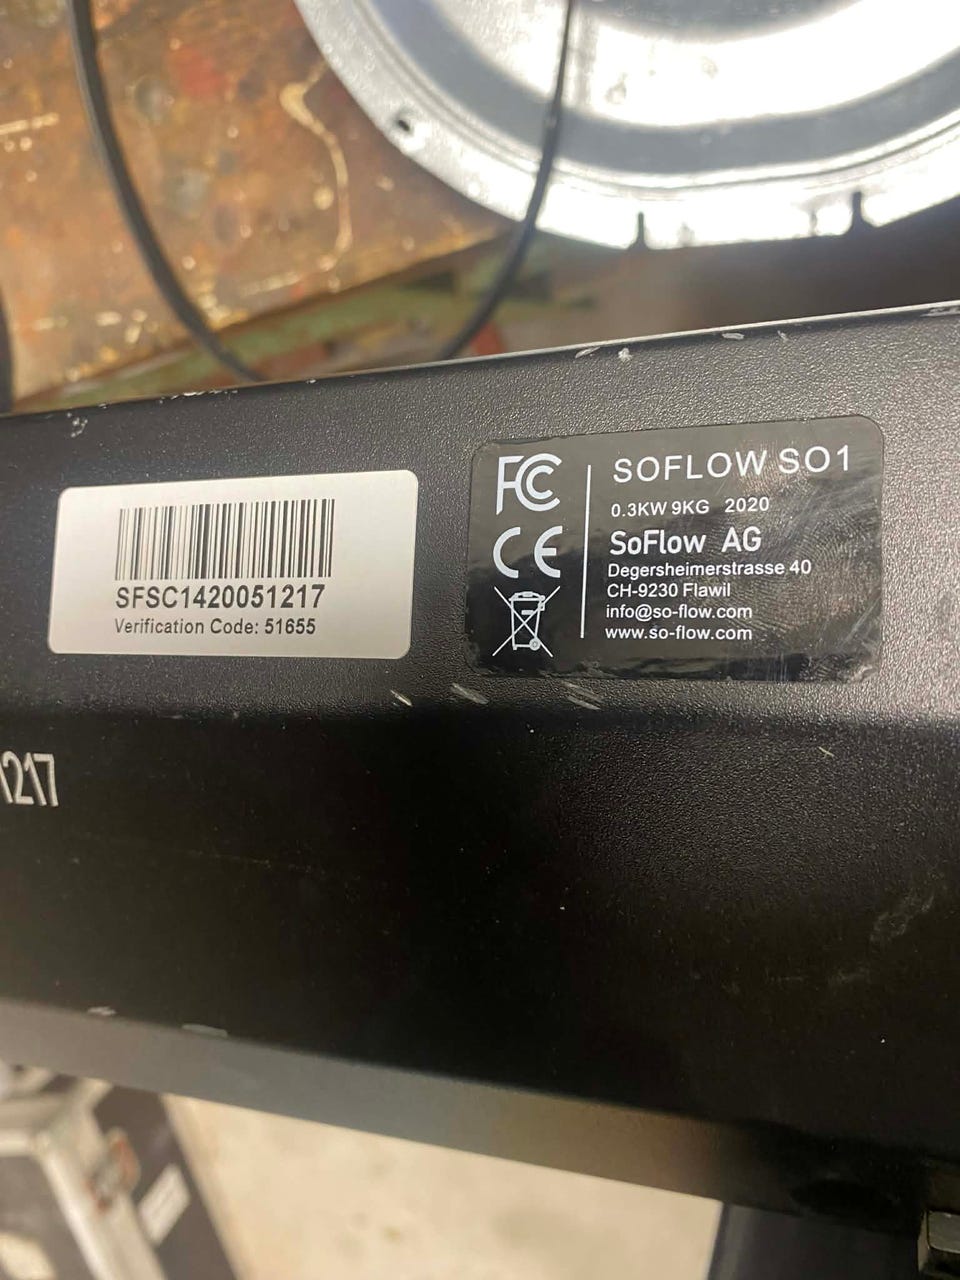 SFSC1420051217
Verification Code: 51655
FC
CE
SOFLOW SO1
0.3KW 9KG 2020
SoFlow AG
Degersheimerstrasse 40
CH-9230 Flawil
info@so-flow.com
www.so-flow.com
1217